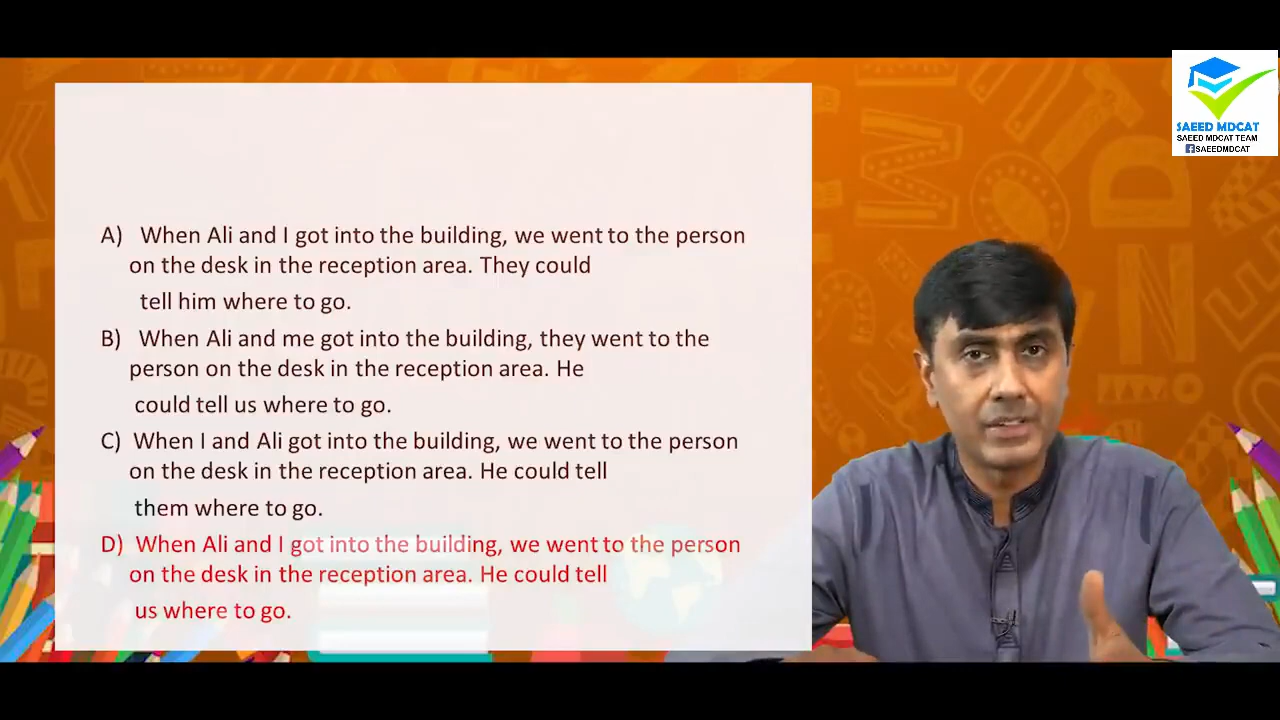 SAEED MDCAT
SAEED MDCAT TEAM
SAEEDMDCAT
A) When Ali and I got into the building, we went to the person
on the desk in the reception area. They could
tell him where to go.
B) When Ali and me got into the building, they went to the
person on the desk in the reception area. He
could tell us where to go.
C) When I and Ali got into the building, we went to the person
on the desk in the reception area. He could tell
them where to go.
D) When Ali and I got into the building, we went to the person
on the desk in the reception area. He could tell
us where to go.